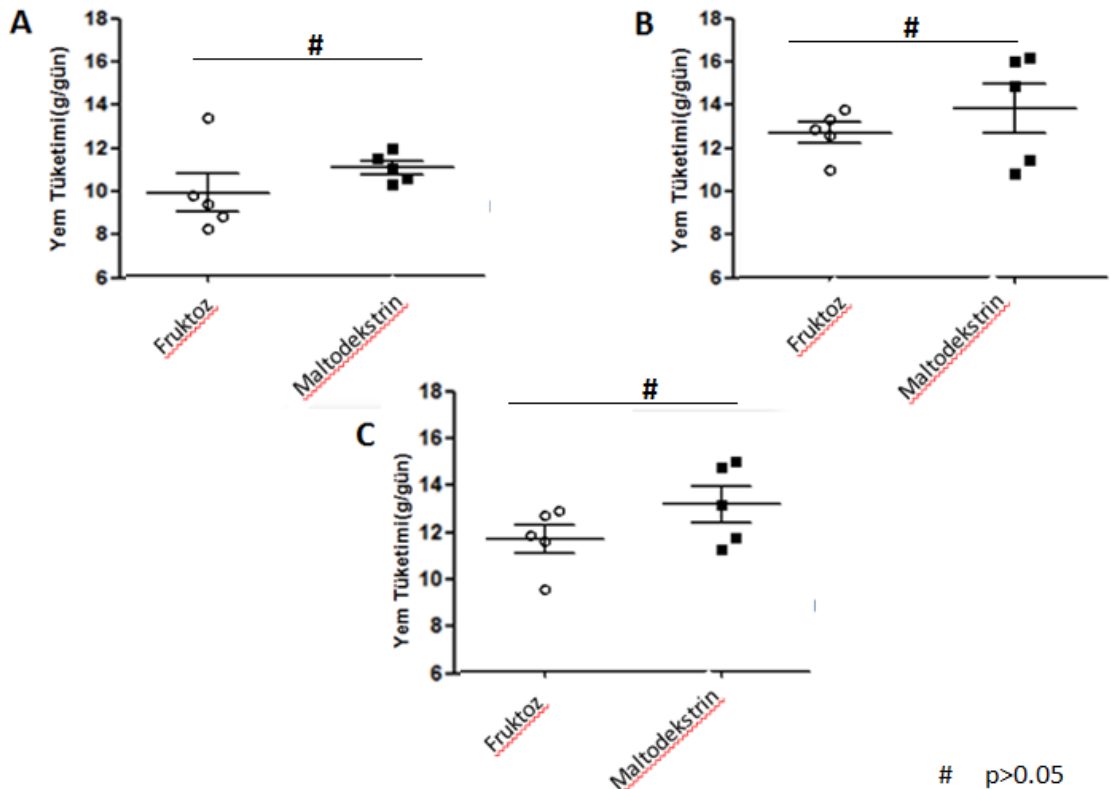 A
Yem Tüketimi(g/gün)
18
16
14
12
10
8
6
#
Fruktoz
Maltodekstrin
B
Yem Tüketimi(g/gün)
18
16
14
12
10
8
6
#
Fruktoz
Maltodekstrin
C
Yem Tüketimi(g/gün)
18
16
14
12
10
8
6
#
Fruktoz
Maltodekstrin
# p>0.05